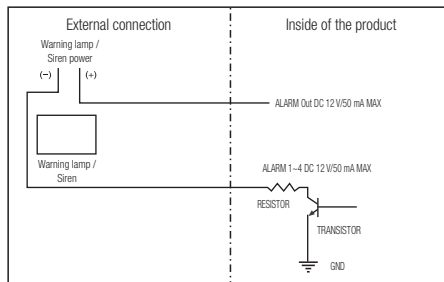 External connection
Inside of the product
Warning lamp /
Siren power
(−)
(+)
ALARM Out DC 12 V/50 mA MAX
Warning lamp /
Siren
ALARM 1~4 DC 12 V/50 mA MAX
RESISTOR
TRANSISTOR
GND